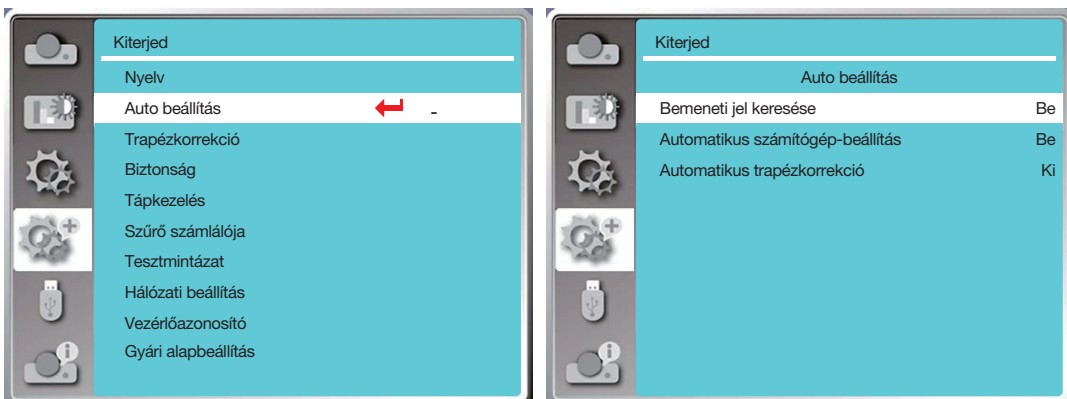 Kiterjed
Nyelv
Auto beállítás -
Trapézkorrekció
Biztonság
Tápkezelés
Szűrő számlálója
Tesztmintázat
Hálózati beállítás
Vezérlőazonosító
Gyári alapbeállítás
Kiterjed
Auto beállítás
Bemeneti jel keresése Be
Automatikus számítógép-beállítás Be
Automatikus trapézkorrekció Ki